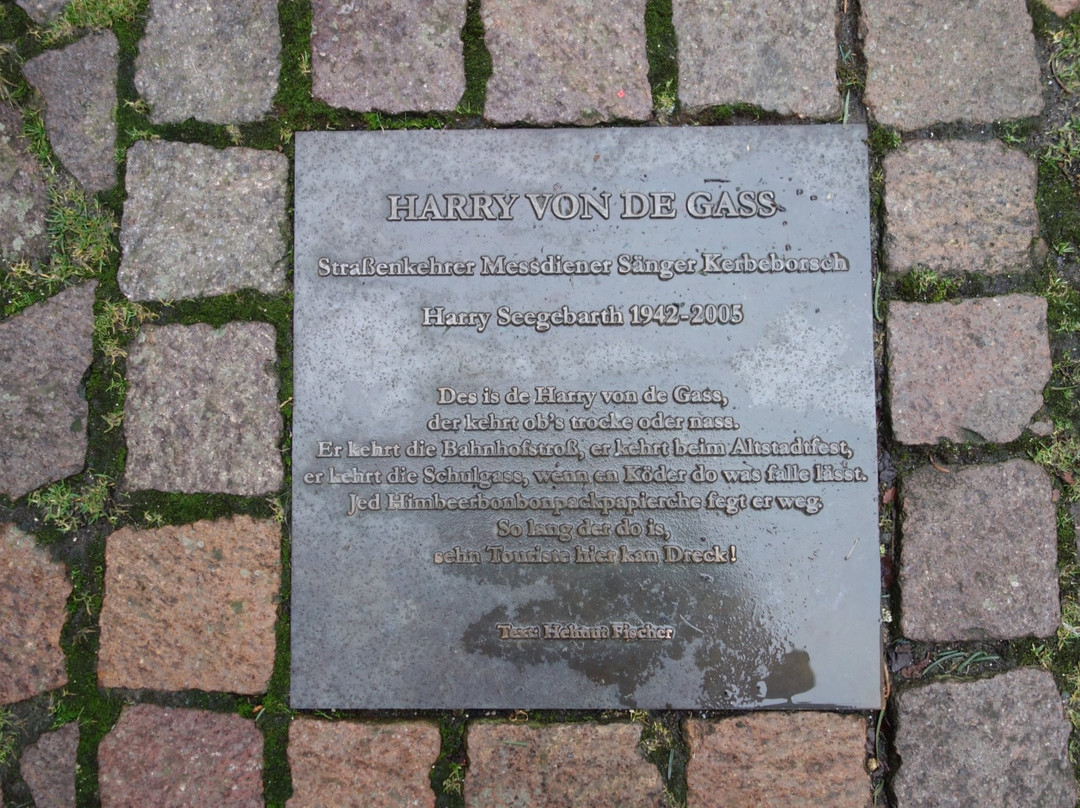 HARRY VON DE GASS
Straßenkehrer Messdiener Sänger Kerbeborsch
Harry Seegebarth 1942-2005
Des is de Harry von de Gass,
der kehrt ob's trocke oder nass.
Er kehrt die Bahnhofstroß, er kehrt beim Altstadtfest,
er kehrt die Schulgass, wenn en Köder do was falle lässt.
Jed Himbeerbonbonpackpapierche fegt er weg.
So lang der do is,
sehn Touriste hier kan Dreck!
Text: Helmut Fischer